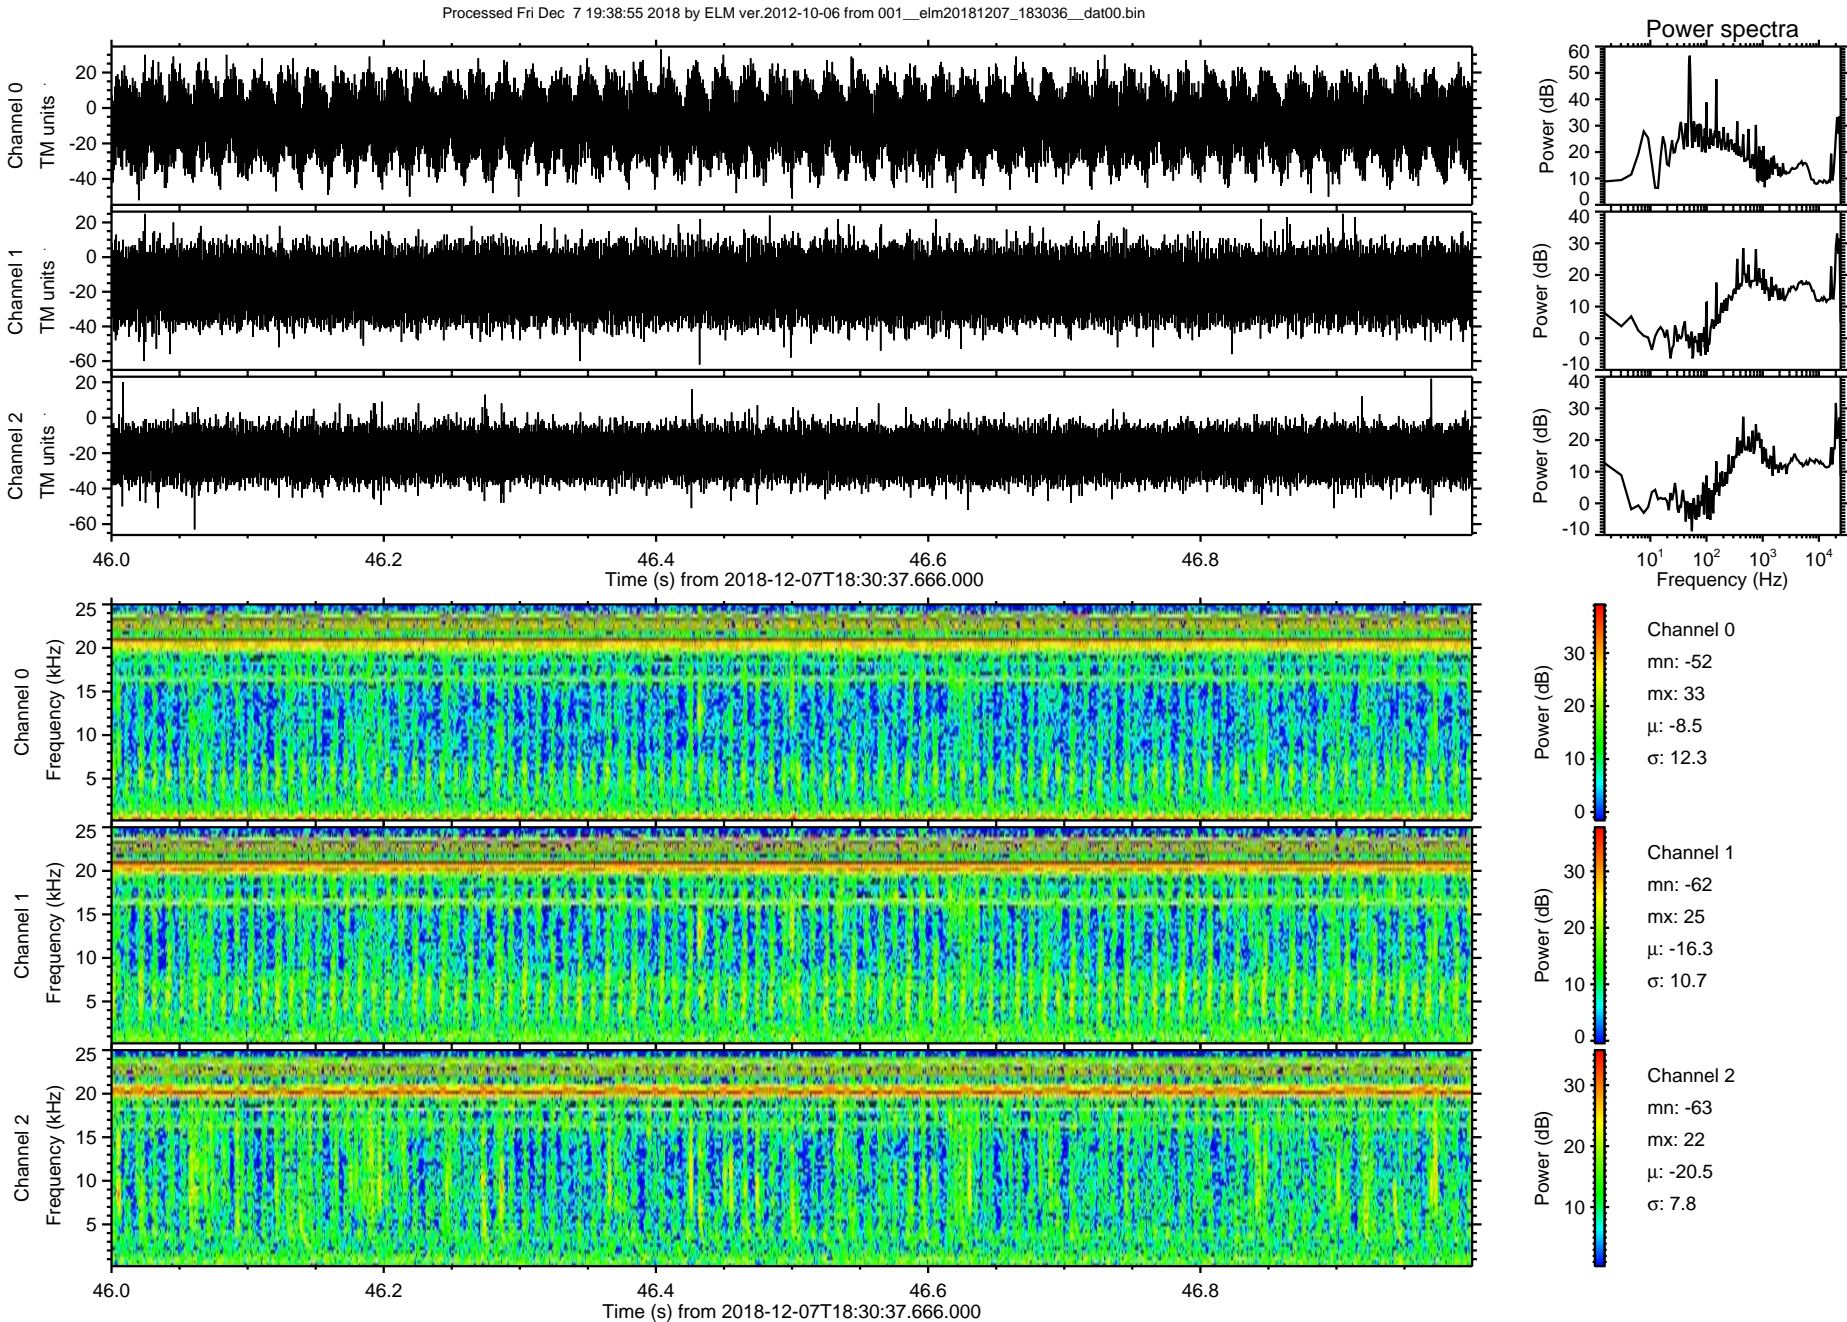 Processed Fri Dec 7 19:38:55 2018 by ELM ver.2012-10-06 from 001__elm20181207_183036__dat00.bin
Power spectra
Channel 0
TM units
20
0
-20
-40
Power (dB)
60
50
40
30
20
10
0
Channel 1
TM units
20
0
-20
-40
-60
Power (dB)
40
30
20
10
0
-10
Channel 2
TM units
20
0
-20
-40
-60
Power (dB)
40
30
20
10
0
-10
46.0 46.2 46.4 46.6 46.8
Time (s) from 2018-12-07T18:30:37.666.000
10¹ 10² 10³ 10⁴
Frequency (Hz)
Channel 0
Frequency (kHz)
25
20
15
10
5
Power (dB)
30
20
10
0
Channel 0
mn: -52
mx: 33
μ: -8.5
σ: 12.3
Channel 1
Frequency (kHz)
25
20
15
10
5
Power (dB)
30
20
10
0
Channel 1
mn: -62
mx: 25
μ: -16.3
σ: 10.7
Channel 2
Frequency (kHz)
25
20
15
10
5
Power (dB)
30
20
10
Channel 2
mn: -63
mx: 22
μ: -20.5
σ: 7.8
46.0 46.2 46.4 46.6 46.8
Time (s) from 2018-12-07T18:30:37.666.000